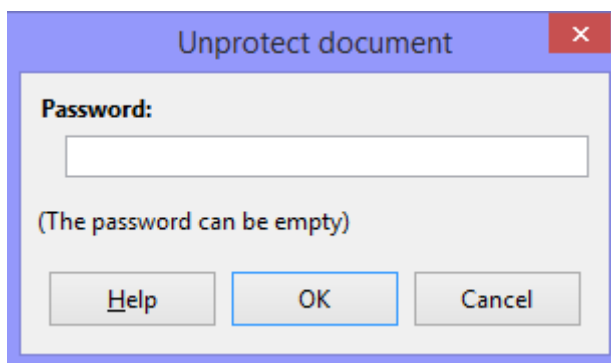 Unprotect document
Password:
(The password can be empty)
Help OK Cancel